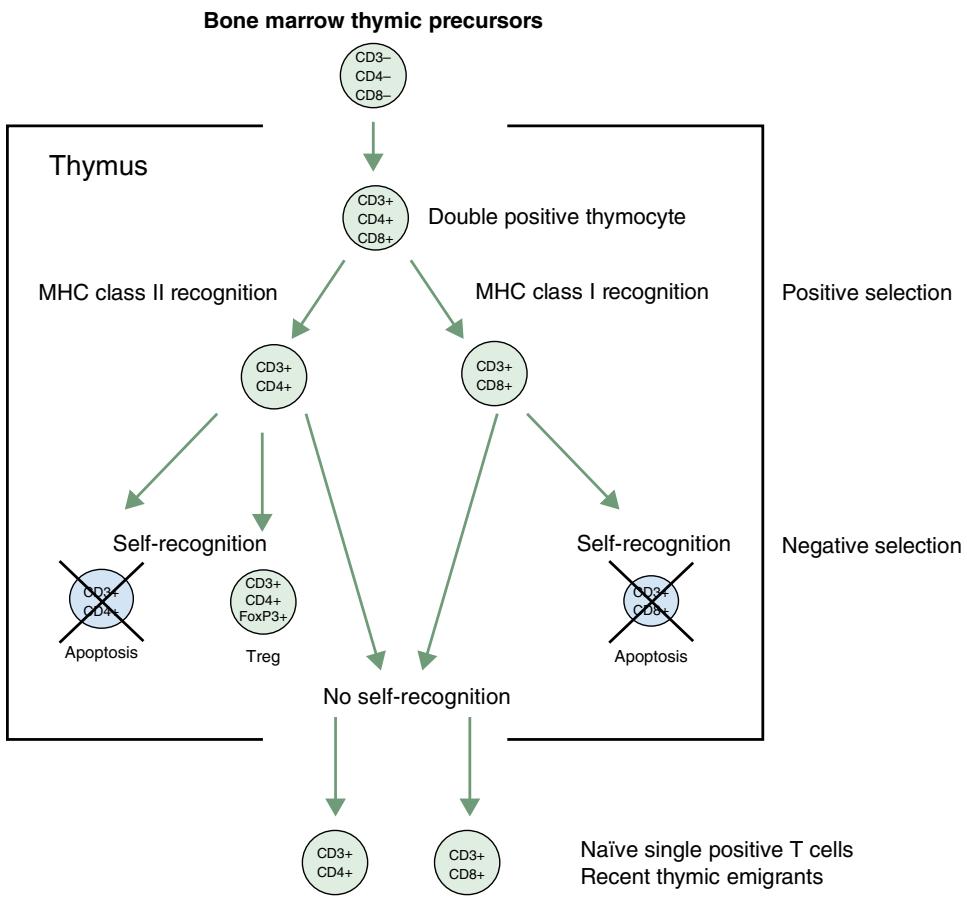 Bone marrow thymic precursors
CD3–
CD4–
CD8–
Thymus
CD3+
CD4+
CD8+
Double positive thymocyte
MHC class II recognition
MHC class I recognition
Positive selection
CD3+
CD4+
CD3+
CD8+
Self-recognition
Self-recognition
Negative selection
CD3+
CD4+
Apoptosis
CD3+
CD4+
FoxP3+
Treg
CD3+
CD8+
Apoptosis
No self-recognition
CD3+
CD4+
CD3+
CD8+
Naïve single positive T cells
Recent thymic emigrants